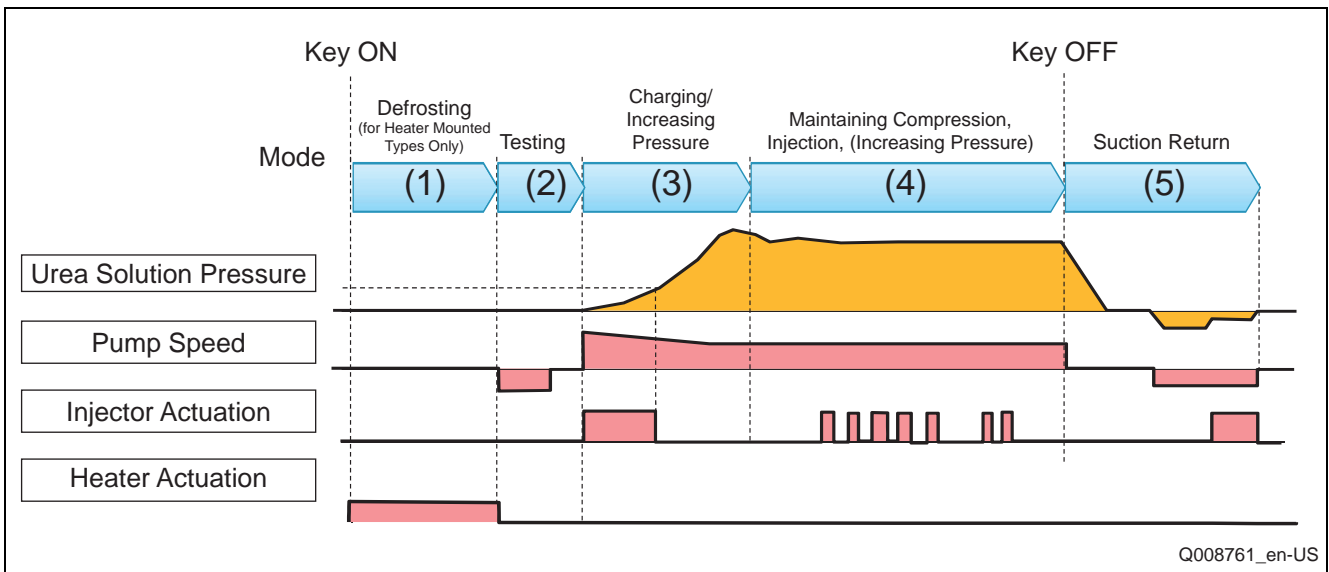 Key ON
Key OFF
Mode
Defrosting
(for Heater Mounted
Types Only)
Testing
Charging/
Increasing
Pressure
Maintaining Compression,
Injection, (Increasing Pressure)
Suction Return
(1)
(2)
(3)
(4)
(5)
Urea Solution Pressure
Pump Speed
Injector Actuation
Heater Actuation
Q008761_en-US